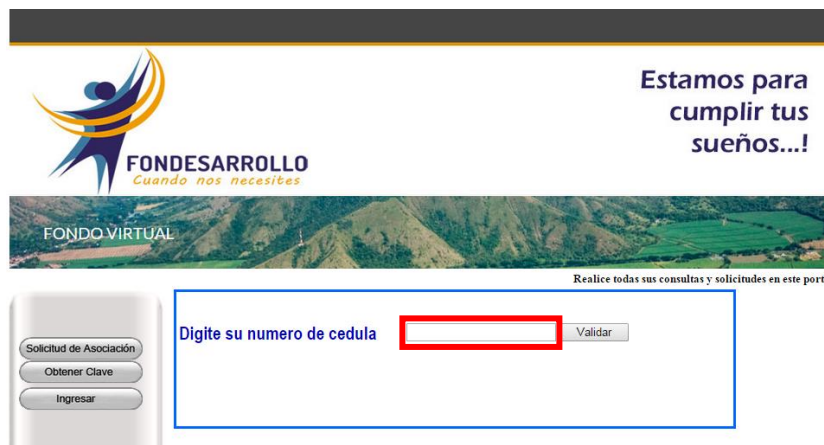 Estamos para
cumplir tus
sueños...!
FONDESARROLLO
Cuando nos necesites
FONDO VIRTUAL
Realice todas sus consultas y solicitudes en este port
Digite su numero de cedula
Validar
Solicitud de Asociación
Obtener Clave
Ingresar